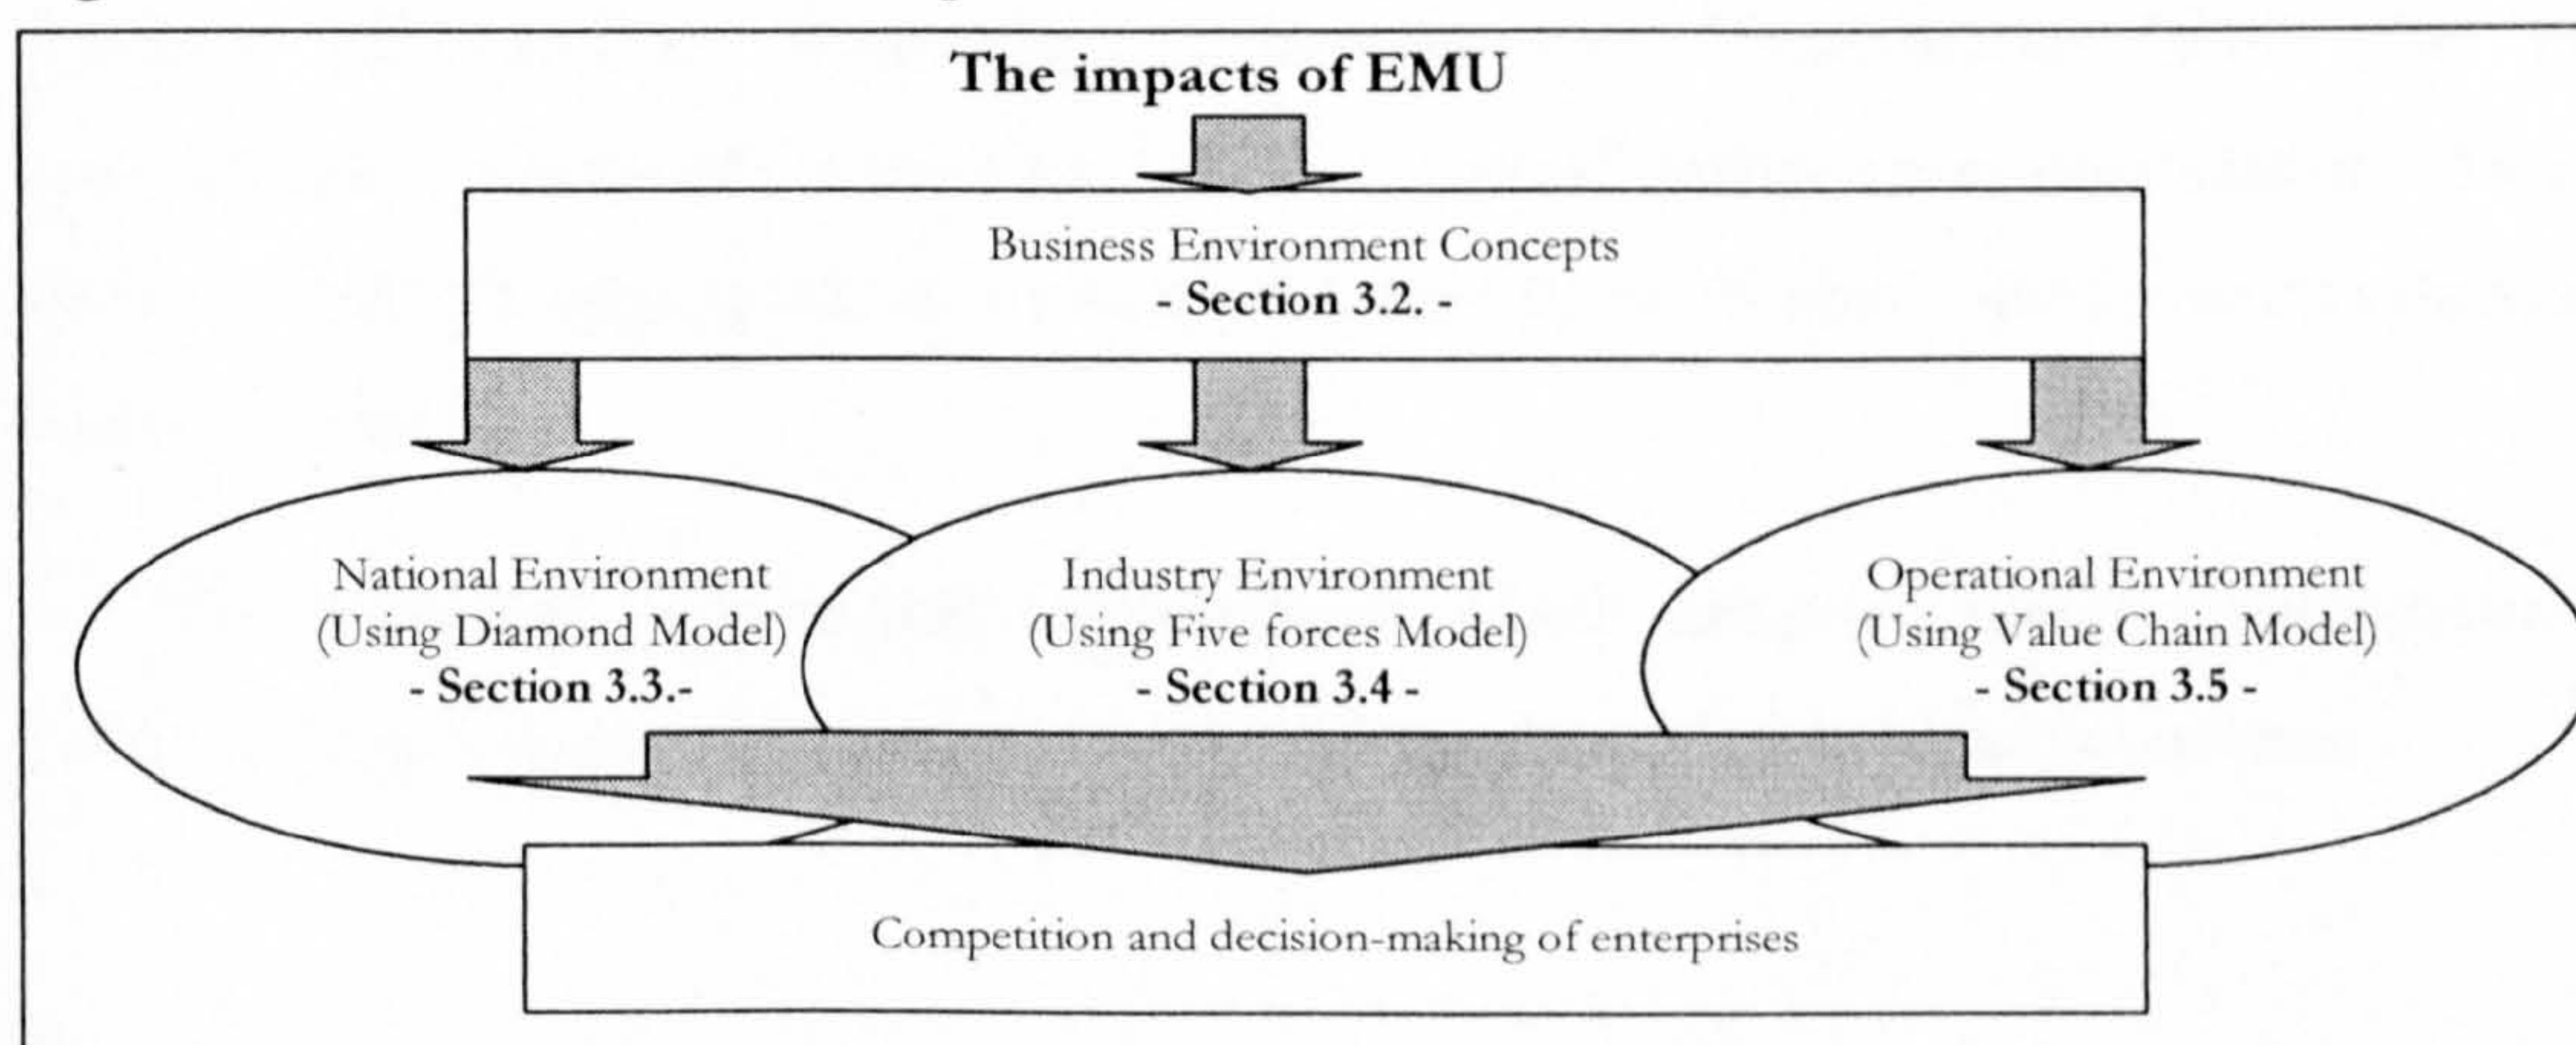 The impacts of EMU
Business Environment Concepts
- Section 3.2. -
National Environment
(Using Diamond Model)
- Section 3.3.-
Industry Environment
(Using Five forces Model)
- Section 3.4 -
Operational Environment
(Using Value Chain Model)
- Section 3.5 -
Competition and decision-making of enterprises